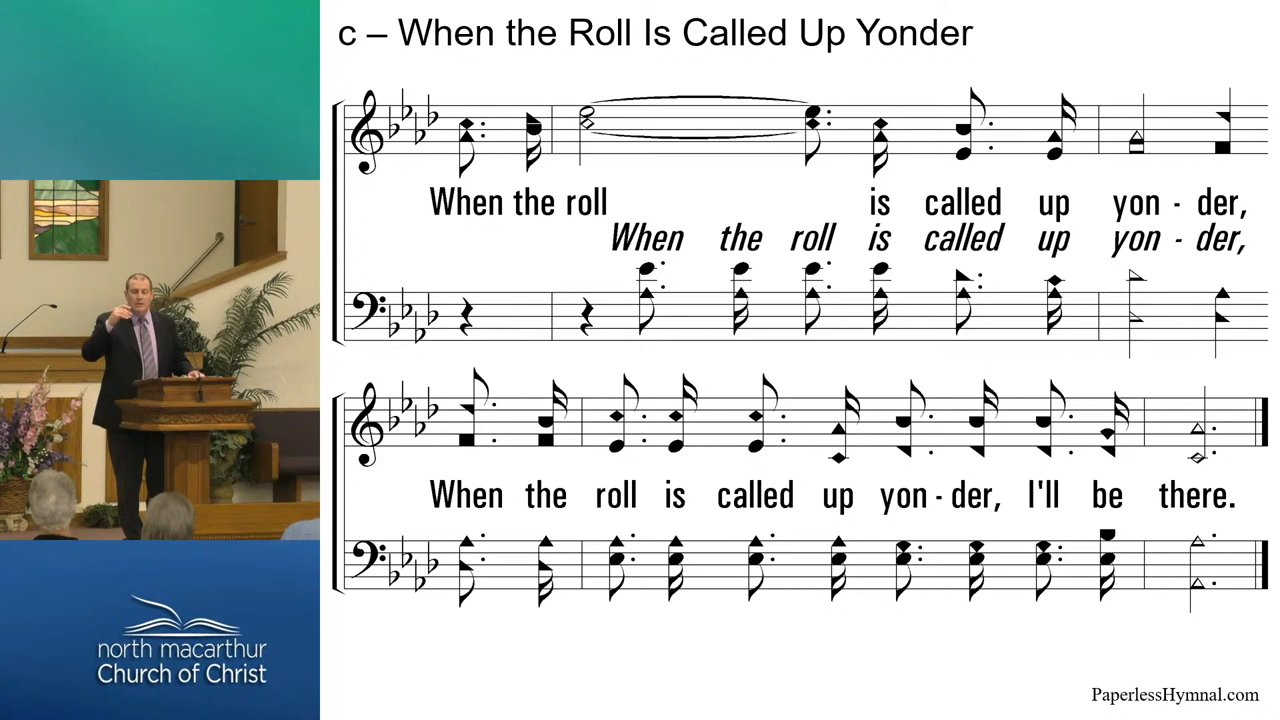 c – When the Roll Is Called Up Yonder
When the roll is called up yon - der,
When the roll is called up yon - der,
When the roll is called up yon - der, I'll be there.
north macarthur
Church of Christ
PaperlessHymnal.com